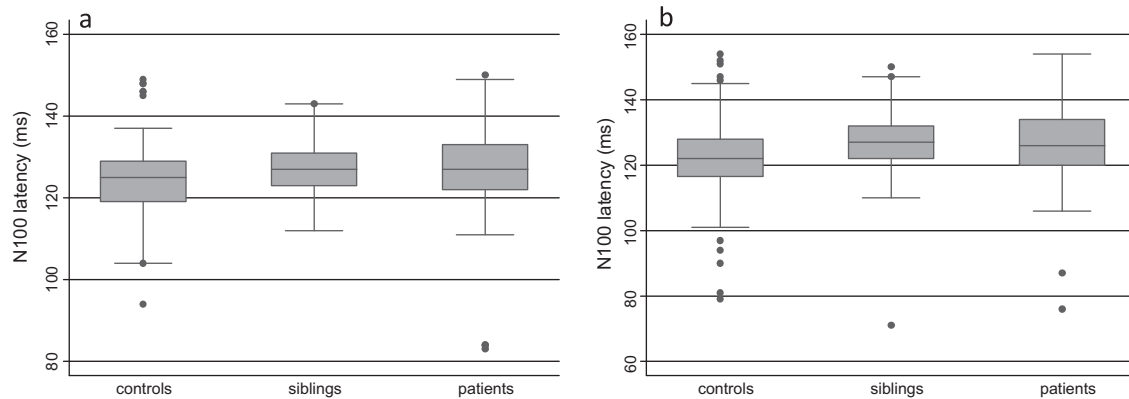 a
N100 latency (ms)
160
140
120
100
80
controls siblings patients
b
N100 latency (ms)
160
140
120
100
80
60
controls siblings patients